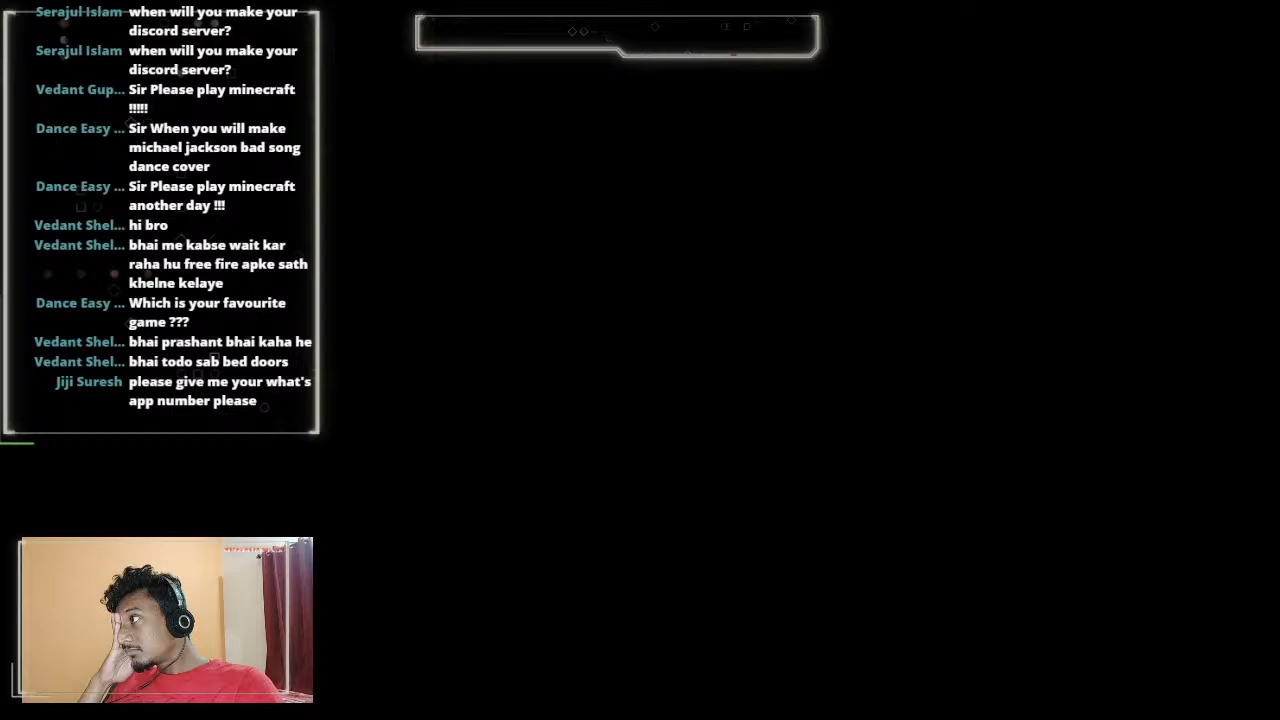 Serajul Islam when will you make your
discord server?
Serajul Islam when will you make your
discord server?
Vedant Gup... Sir Please play minecraft
!!!!!
Dance Easy ... Sir When you will make
michael jackson bad song
dance cover
Dance Easy ... Sir Please play minecraft
another day !!!
Vedant Shel... hi bro
Vedant Shel... bhai me kabse wait kar
raha hu free fire apke sath
khelne kelaye
Dance Easy ... Which is your favourite
game ???
Vedant Shel... bhai prashant bhai kaha he
Vedant Shel... bhai todo sab bed doors
Jiji Suresh please give me your what's
app number please